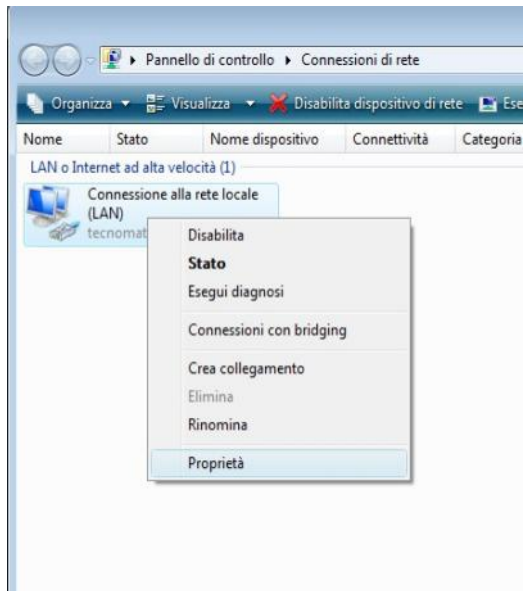 Pannello di controllo Connessioni di rete
Organizza Visualizza Disabilita dispositivo di rete Ese
Nome Stato Nome dispositivo Connettività Categoria
LAN o Internet ad alta velocità (1)
Connessione alla rete locale
(LAN)
tecnomat
Disabilita
Stato
Esegui diagnosi
Connessioni con bridging
Crea collegamento
Elimina
Rinomina
Proprietà